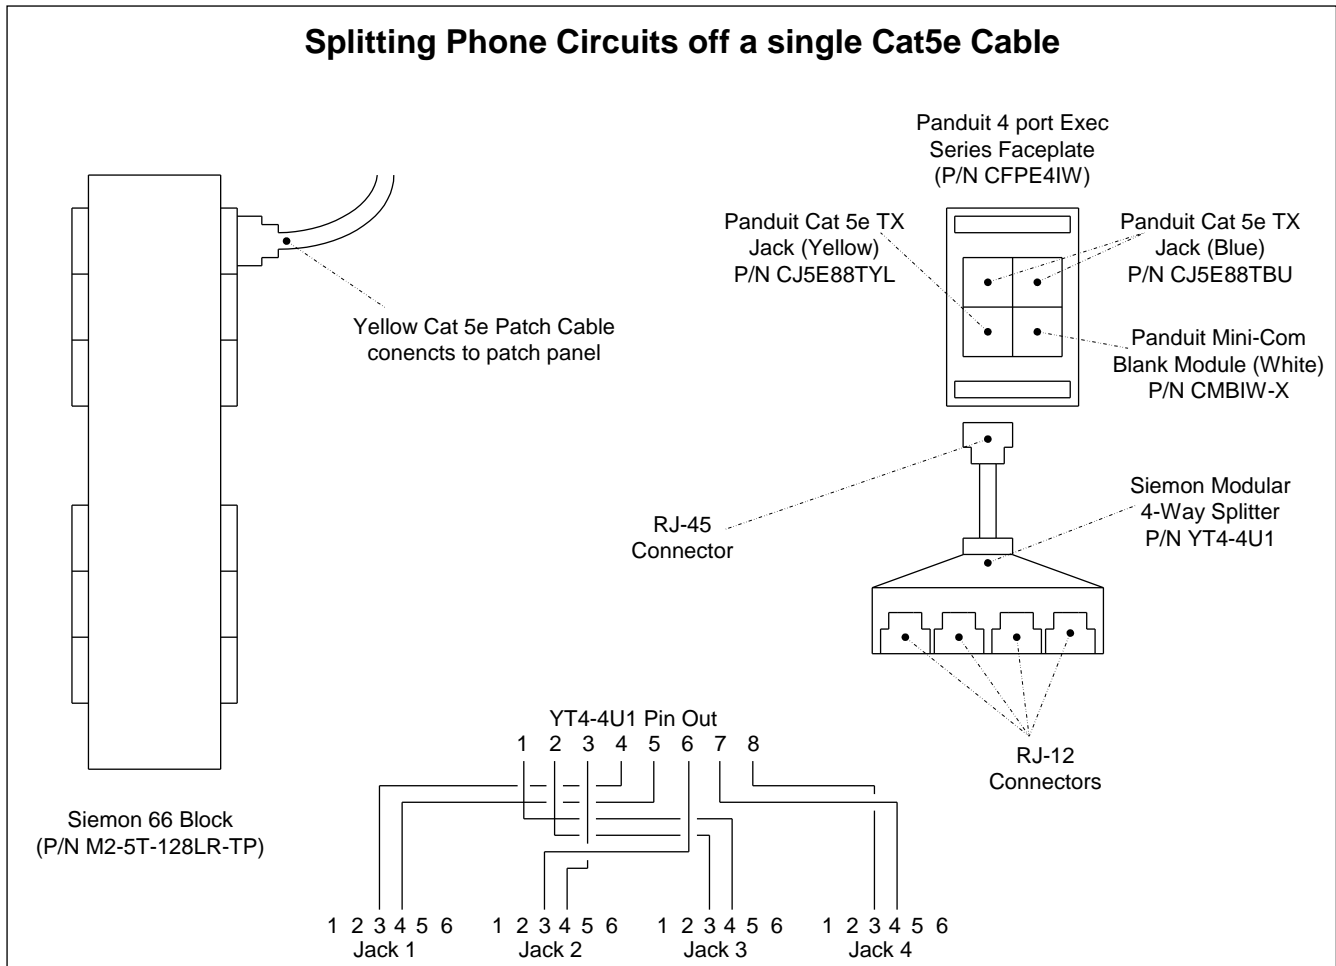 Splitting Phone Circuits off a single Cat5e Cable
Panduit 4 port Exec
Series Faceplate
(P/N CFPE4IW)
Panduit Cat 5e TX
Jack (Yellow)
P/N CJ5E88TYL
Panduit Cat 5e TX
Jack (Blue)
P/N CJ5E88TBU
Yellow Cat 5e Patch Cable
conencts to patch panel
Panduit Mini-Com
Blank Module (White)
P/N CMBIW-X
RJ-45
Connector
Siemon Modular
4-Way Splitter
P/N YT4-4U1
RJ-12
Connectors
Siemon 66 Block
(P/N M2-5T-128LR-TP)
YT4-4U1 Pin Out
1 2 3 4 5 6 7 8
1 2 3 4 5 6
Jack 1
1 2 3 4 5 6
Jack 2
1 2 3 4 5 6
Jack 3
1 2 3 4 5 6
Jack 4